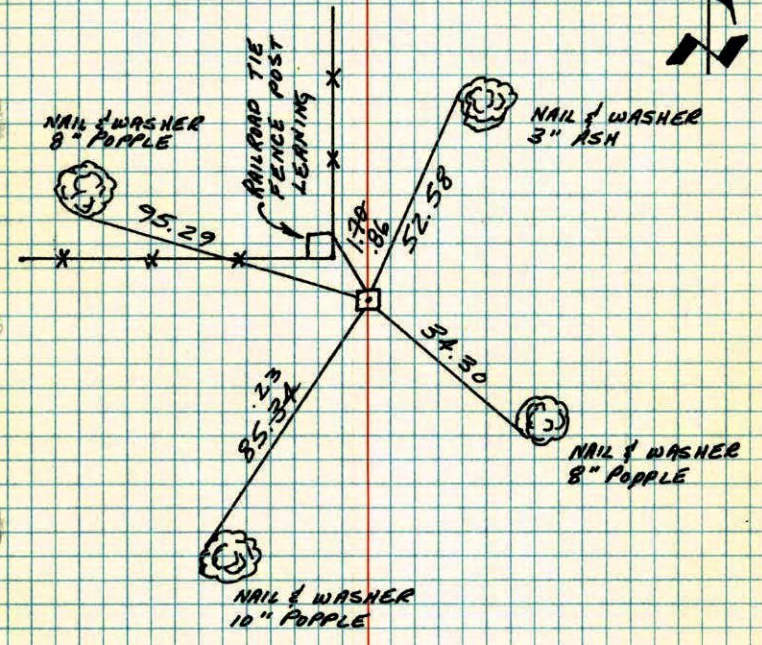 RAILROAD TIE
FENCE POST
LEANING
NAIL & WASHER
8" POPPLE
NAIL & WASHER
3" ASH
95.29
1.78
.86
52.58
34.30
.23
85.34
NAIL & WASHER
8" POPPLE
NAIL & WASHER
10" POPPLE
N